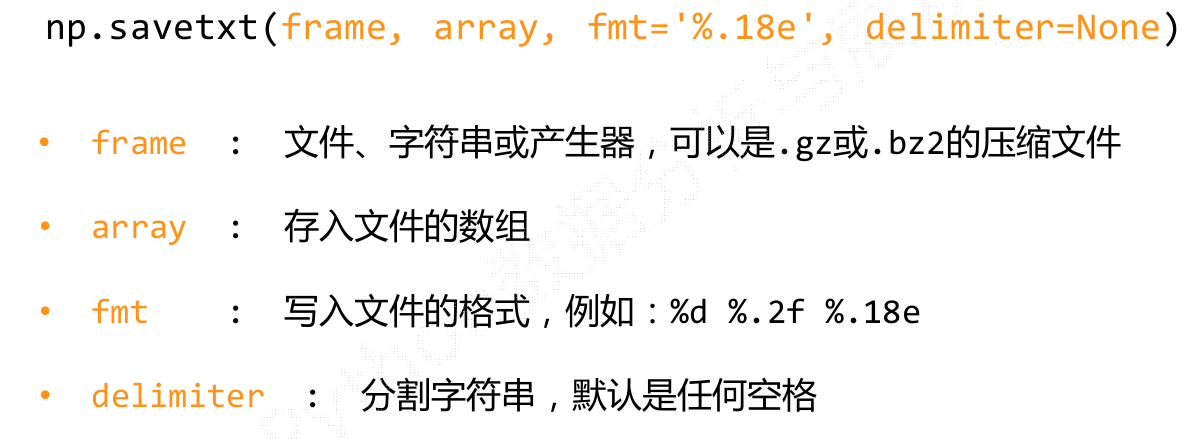 np.savetxt(frame, array, fmt='%.18e', delimiter=None)
• frame : 文件、字符串或产生器，可以是.gz或.bz2的压缩文件
• array : 存入文件的数组
• fmt : 写入文件的格式，例如：%d %.2f %.18e
• delimiter : 分割字符串，默认是任何空格